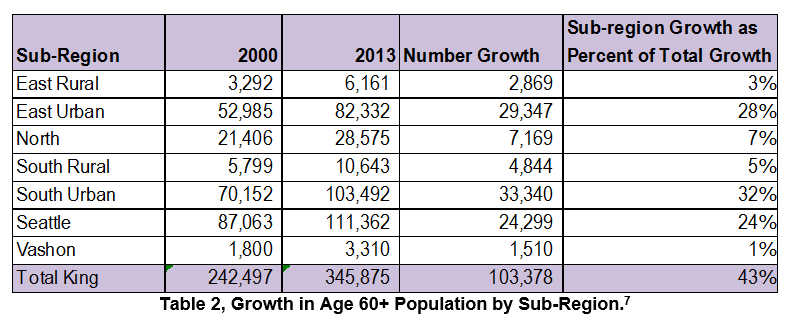 Sub-Region 2000 2013 Number Growth Sub-region Growth as Percent of Total Growth
East Rural 3,292 6,161 2,869 3%
East Urban 52,985 82,332 29,347 28%
North 21,406 28,575 7,169 7%
South Rural 5,799 10,643 4,844 5%
South Urban 70,152 103,492 33,340 32%
Seattle 87,063 111,362 24,299 24%
Vashon 1,800 3,310 1,510 1%
Total King 242,497 345,875 103,378 43%
Table 2, Growth in Age 60+ Population by Sub-Region.7